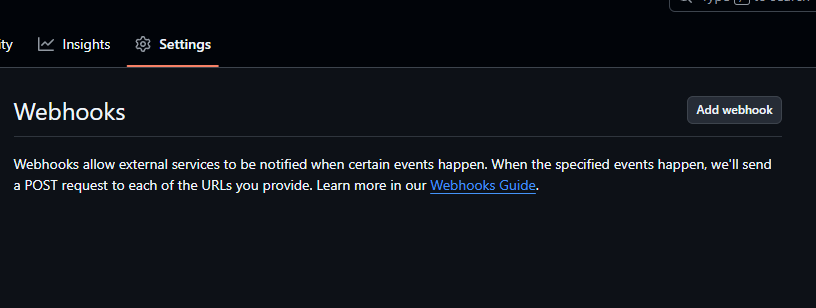 to search
Insights
Settings
Webhooks
Add webhook
Webhooks allow external services to be notified when certain events happen. When the specified events happen, we'll send
a POST request to each of the URLs you provide. Learn more in our Webhooks Guide.